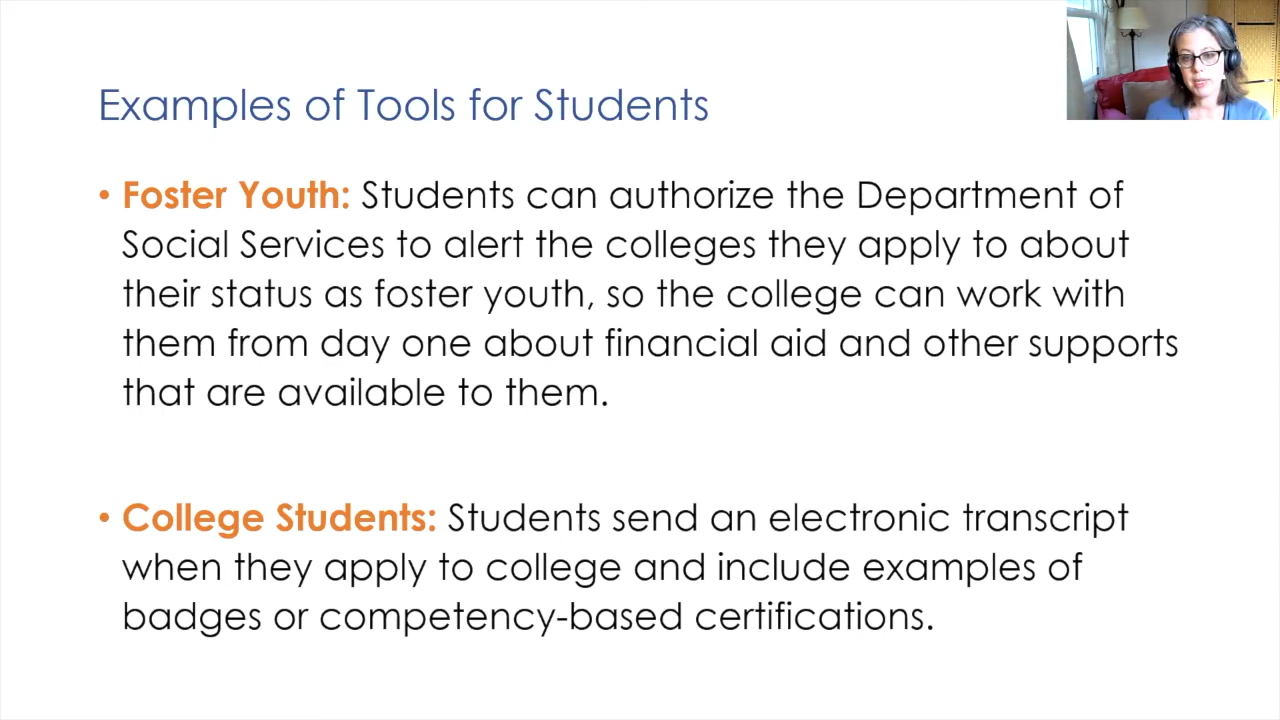 Examples of Tools for Students
• Foster Youth: Students can authorize the Department of
Social Services to alert the colleges they apply to about
their status as foster youth, so the college can work with
them from day one about financial aid and other supports
that are available to them.
• College Students: Students send an electronic transcript
when they apply to college and include examples of
badges or competency-based certifications.